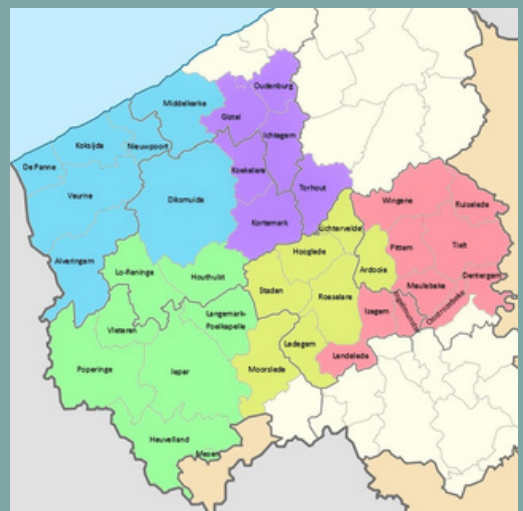 Oudenburg
Middelkerke
Gistel
Ichtegem
Koksijde
Nieuwpoort
De Panne
Koekelare
Veurne
Diksmuide
Torhout
Wingene
Ruiselede
Kortemark
Lichtervelde
Alveringem
Hooglede
Pittem
Tielt
Lo-Reninge
Houthulst
Ardooie
Staden
Roeselare
Meulebeke
Dentergem
Langemark-
Poelkapelle
Izegem
Ingelmunster
Oostrozebeke
Vleteren
Ledegem
Lendelede
Poperinge
Ieper
Moorslede
Heuvelland
Mesen